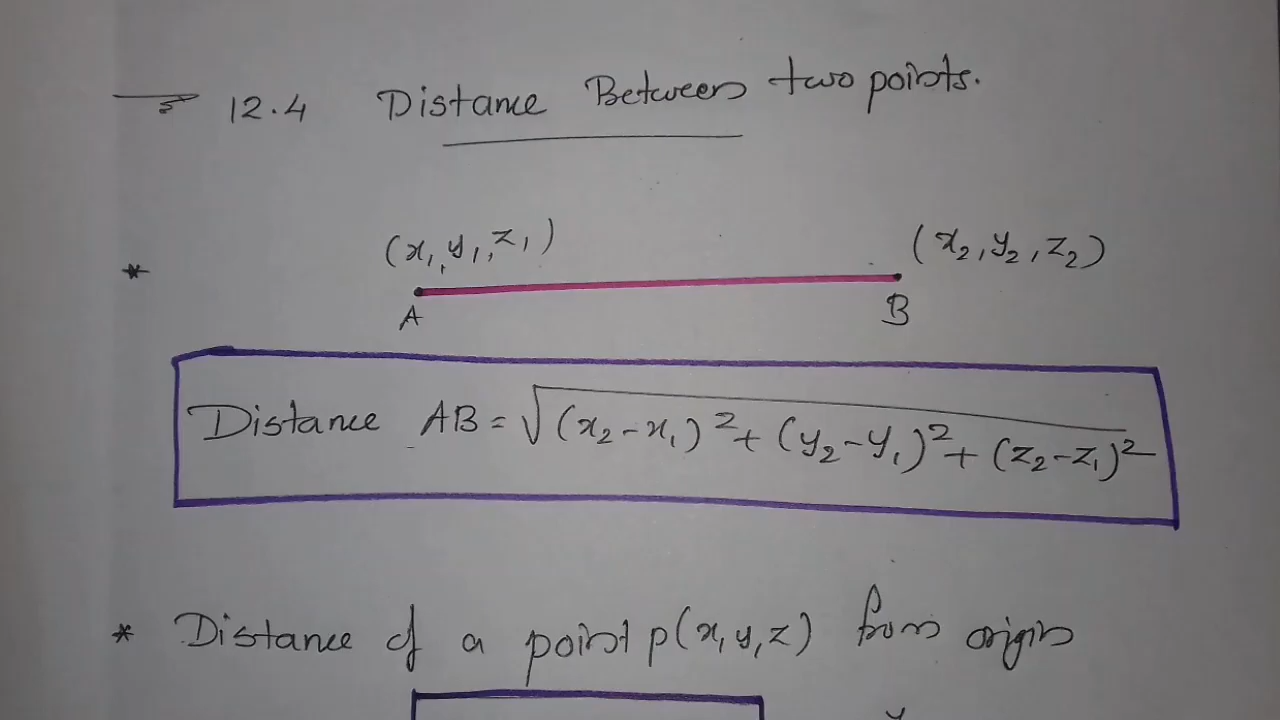 12.4 Distance Between two points.
(x₁, y₁, z₁) (x₂, y₂, z₂)
*
A B
Distance AB = √(x₂-x₁)² + (y₂-y₁)² + (z₂-z₁)²
* Distance of a point p(x, y, z) from origin